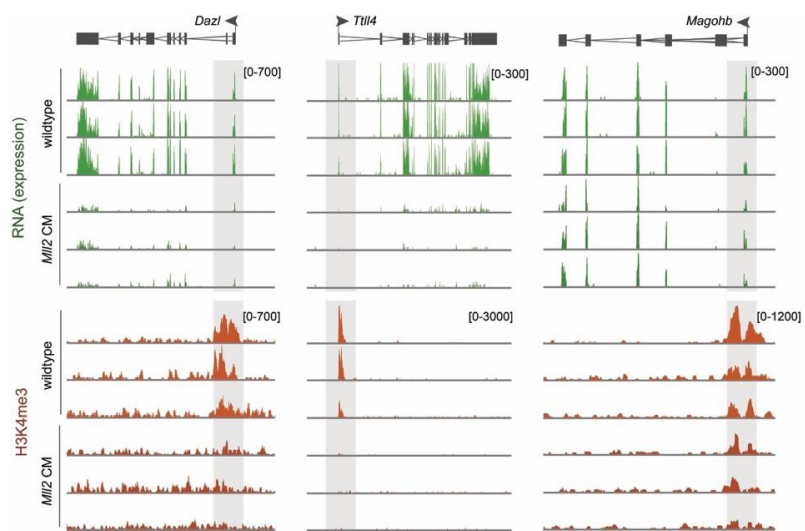 Dazl
Ttll4
Magohb
[0-700]
[0-300]
[0-300]
RNA (expression)
wildtype
Mll2 CM
[0-700]
[0-3000]
[0-1200]
H3K4me3
wildtype
Mll2 CM